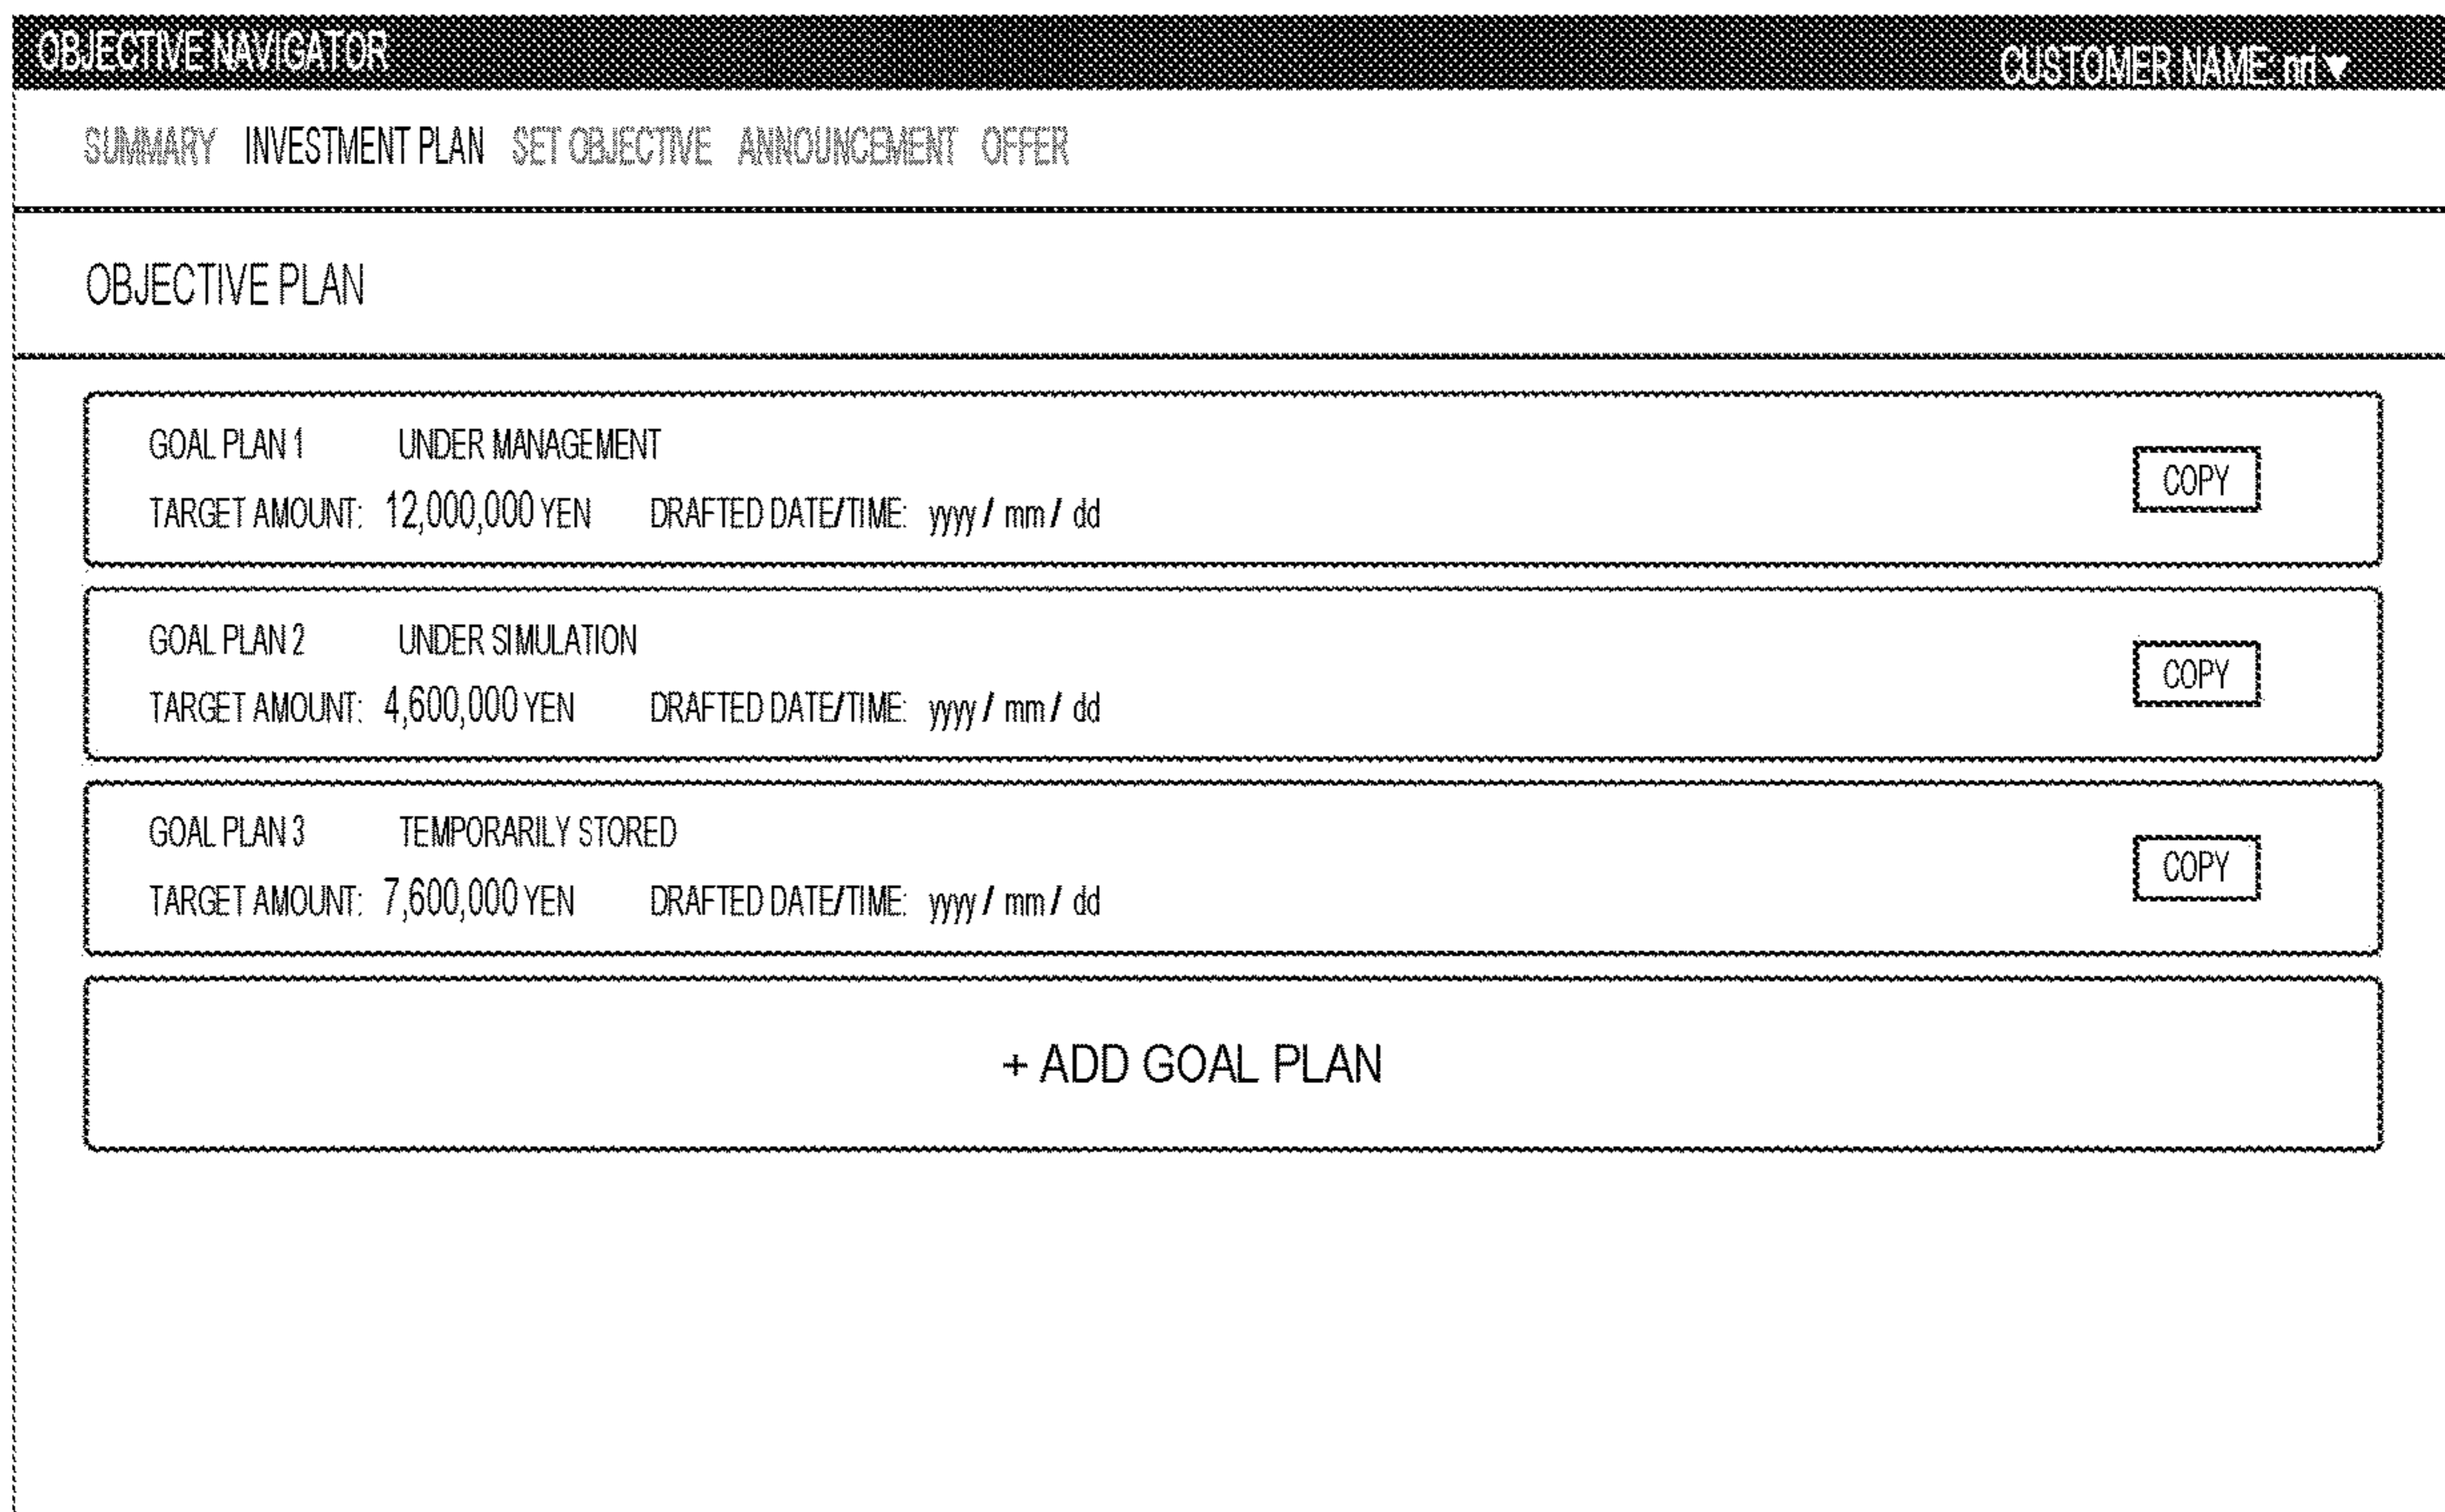 OBJECTIVE NAVIGATOR CUSTOMER NAME: nri ▼
SUMMARY INVESTMENT PLAN SET OBJECTIVE ANNOUNCEMENT OFFER
OBJECTIVE PLAN
GOAL PLAN 1 UNDER MANAGEMENT
TARGET AMOUNT: 12,000,000 YEN DRAFTED DATE/TIME: yyyy / mm / dd
COPY
GOAL PLAN 2 UNDER SIMULATION
TARGET AMOUNT: 4,600,000 YEN DRAFTED DATE/TIME: yyyy / mm / dd
COPY
GOAL PLAN 3 TEMPORARILY STORED
TARGET AMOUNT: 7,600,000 YEN DRAFTED DATE/TIME: yyyy / mm / dd
COPY
+ ADD GOAL PLAN